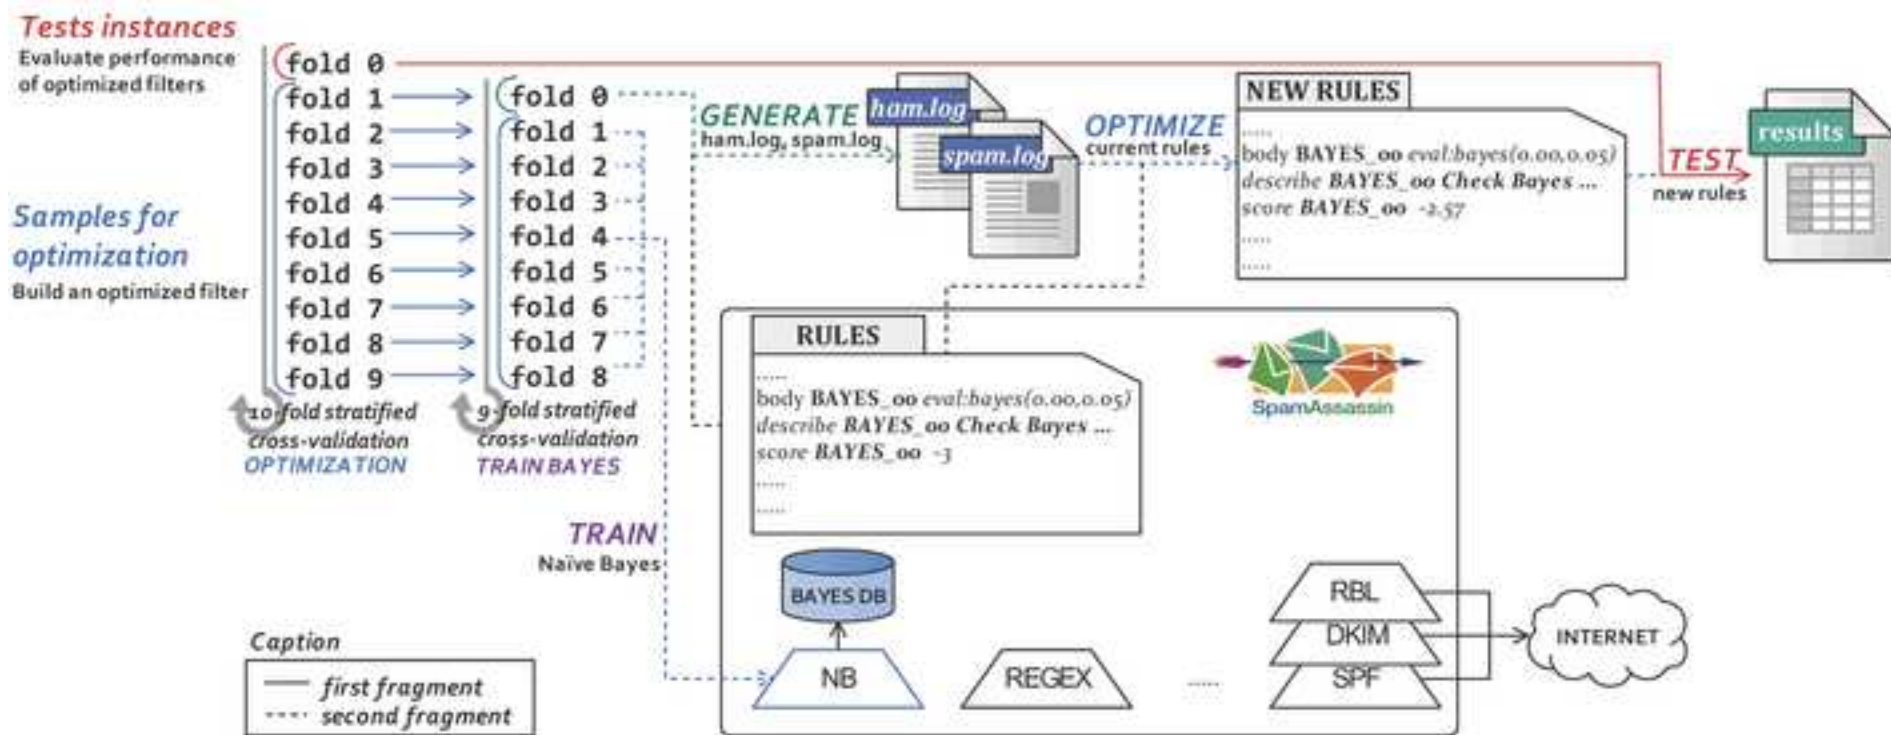 Tests instances
Evaluate performance
of optimized filters
Samples for
optimization
Build an optimized filter
fold 0
fold 1
fold 2
fold 3
fold 4
fold 5
fold 6
fold 7
fold 8
fold 9
10-fold stratified
cross-validation
OPTIMIZATION
fold 0
fold 1
fold 2
fold 3
fold 4
fold 5
fold 6
fold 7
fold 8
9-fold stratified
cross-validation
TRAIN BAYES
GENERATE
ham.log, spam.log
ham.log
spam.log
OPTIMIZE
current rules
NEW RULES
.....
body BAYES_00 eval:bayes(0.00,0.05)
describe BAYES_00 Check Bayes ...
score BAYES_00 -2.57
.....
.....
TEST
new rules
results
RULES
.....
body BAYES_00 eval:bayes(0.00,0.05)
describe BAYES_00 Check Bayes ...
score BAYES_00 -3
.....
.....
SpamAssassin
TRAIN
Naïve Bayes
BAYES DB
NB
REGEX
.....
RBL
DKIM
SPF
INTERNET
Caption
first fragment
second fragment